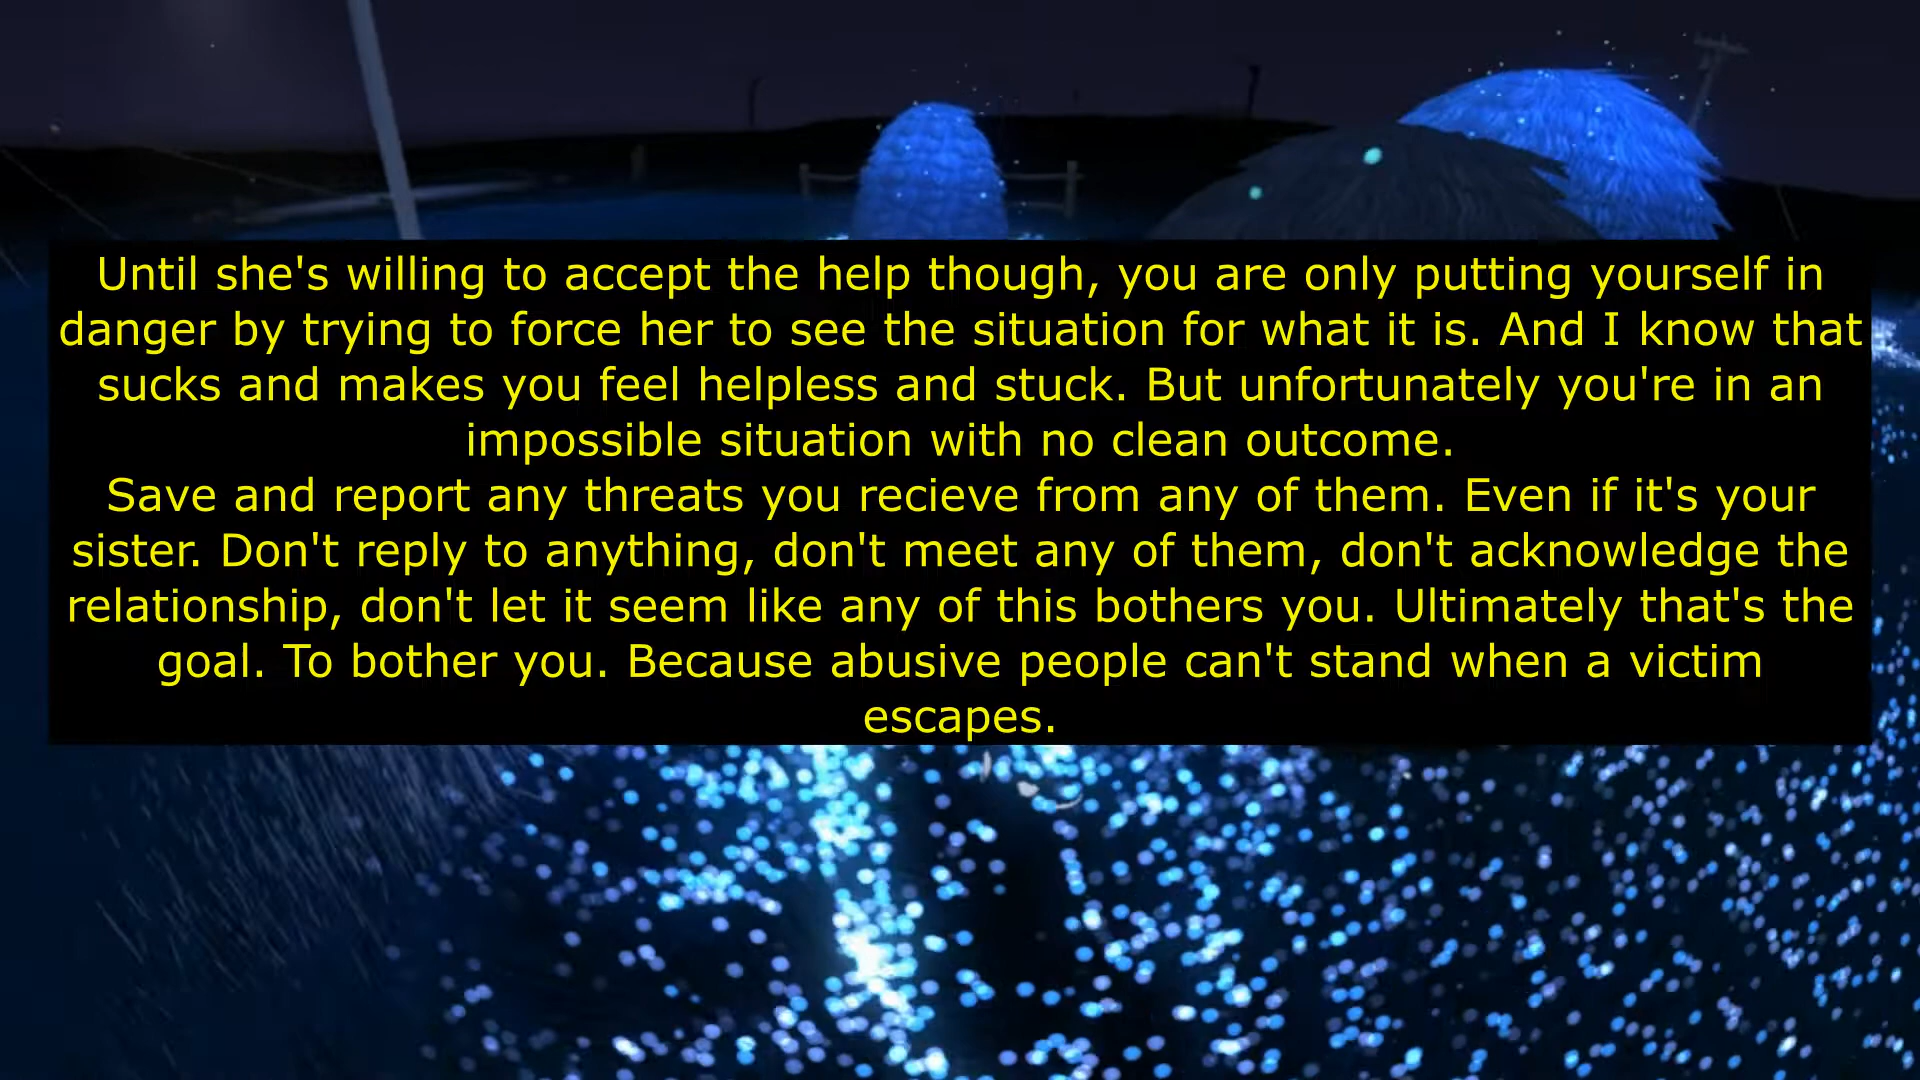 Until she's willing to accept the help though, you are only putting yourself in
danger by trying to force her to see the situation for what it is. And I know that
sucks and makes you feel helpless and stuck. But unfortunately you're in an
impossible situation with no clean outcome.
Save and report any threats you recieve from any of them. Even if it's your
sister. Don't reply to anything, don't meet any of them, don't acknowledge the
relationship, don't let it seem like any of this bothers you. Ultimately that's the
goal. To bother you. Because abusive people can't stand when a victim
escapes.